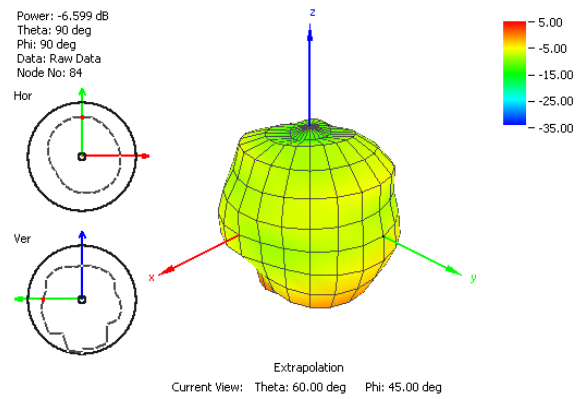 Power: -6.599 dB
Theta: 90 deg
Phi: 90 deg
Data: Raw Data
Node No: 84
Hor
Ver
z
x
y
5.00
-5.00
-15.00
-25.00
-35.00
Extrapolation
Current View: Theta: 60.00 deg Phi: 45.00 deg